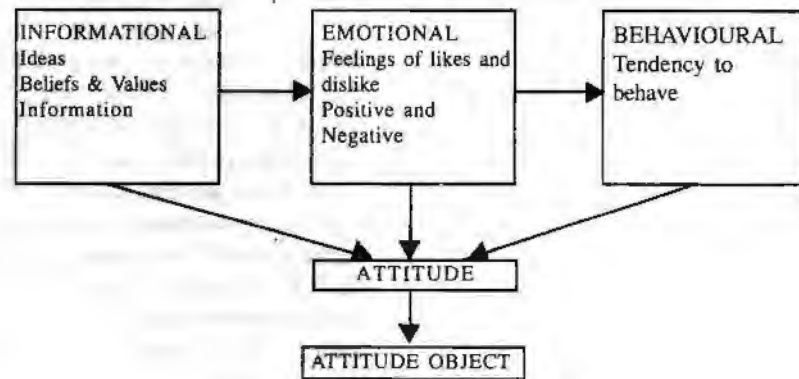 INFORMATIONAL
Ideas
Beliefs & Values
Information
EMOTIONAL
Feelings of likes and
dislike
Positive and
Negative
BEHAVIOURAL
Tendency to
behave
ATTITUDE
ATTITUDE OBJECT